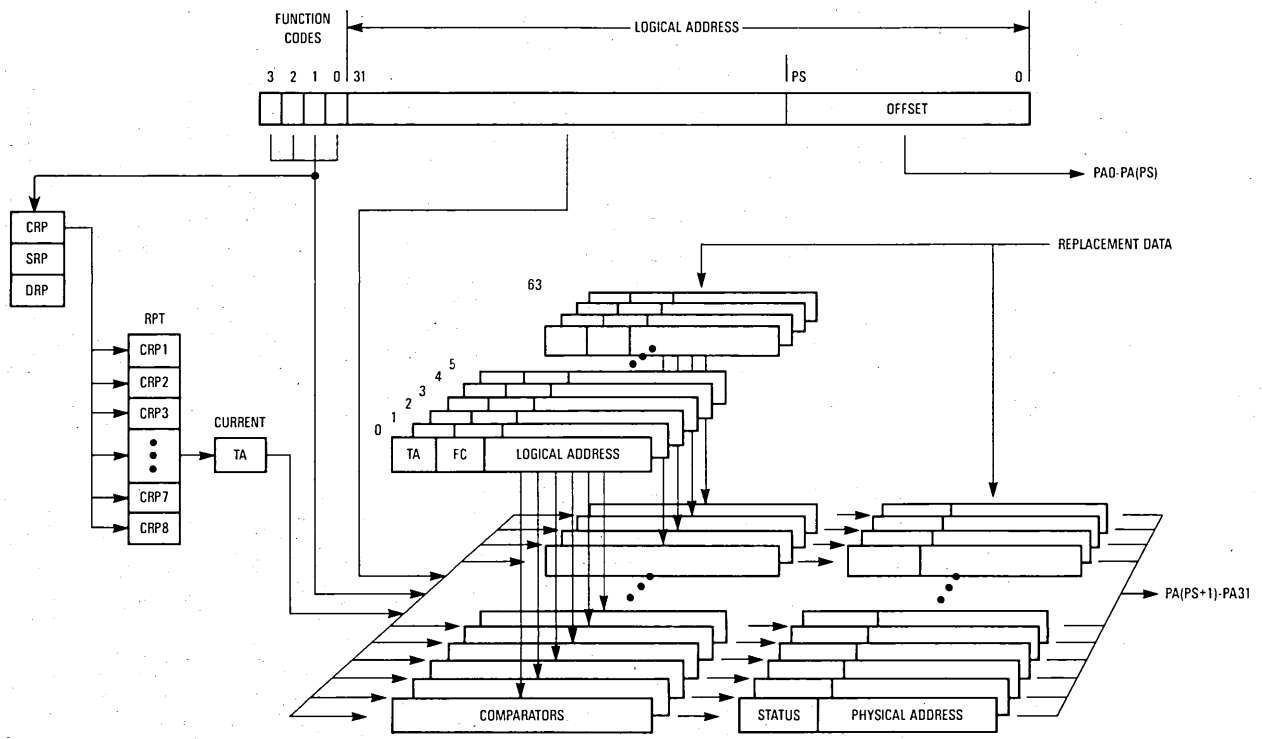 FUNCTION
CODES
LOGICAL ADDRESS
3 2 1 0 31 PS 0
OFFSET
PA0-PA(PS)
CRP
SRP
DRP
REPLACEMENT DATA
63
RPT
CRP1
CRP2
CRP3
CRP7
CRP8
CURRENT
TA
0 1 2 3 4 5
TA FC LOGICAL ADDRESS
PA(PS+1)-PA31
COMPARATORS
STATUS PHYSICAL ADDRESS